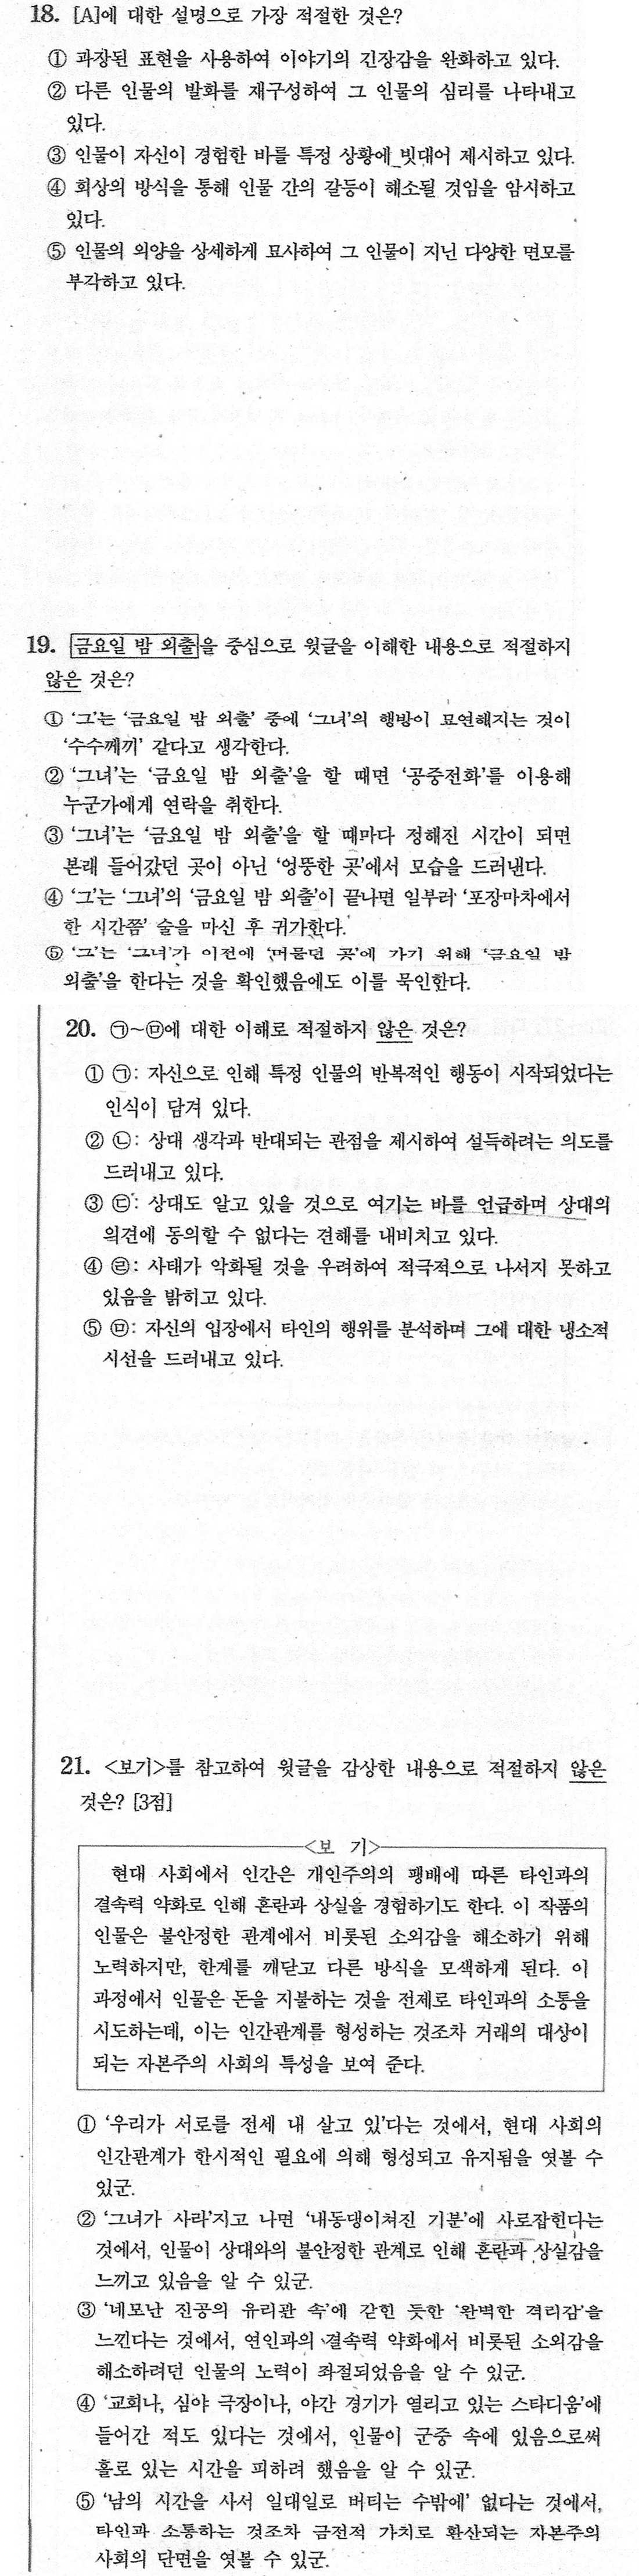 18. [A]에 대한 설명으로 가장 적절한 것은?
① 과장된 표현을 사용하여 이야기의 긴장감을 완화하고 있다.
② 다른 인물의 발화를 재구성하여 그 인물의 심리를 나타내고
있다.
③ 인물이 자신이 경험한 바를 특정 상황에 빗대어 제시하고 있다.
④ 회상의 방식을 통해 인물 간의 갈등이 해소될 것임을 암시하고
있다.
⑤ 인물의 외양을 상세하게 묘사하여 그 인물이 지닌 다양한 면모를
부각하고 있다.
19. 금요일 밤 외출을 중심으로 윗글을 이해한 내용으로 적절하지
않은 것은?
① '그'는 '금요일 밤 외출' 중에 '그녀'의 행방이 묘연해지는 것이
'수수께끼' 같다고 생각한다.
② '그녀'는 '금요일 밤 외출'을 할 때면 '공중전화'를 이용해
누군가에게 연락을 취한다.
③ '그녀'는 '금요일 밤 외출'을 할 때마다 정해진 시간이 되면
본래 들어갔던 곳이 아닌 '엉뚱한 곳'에서 모습을 드러낸다.
④ '그'는 '그녀'의 '금요일 밤 외출'이 끝나면 일부러 '포장마차에서
한 시간쯤' 술을 마신 후 귀가한다.
⑤ '그'는 '그녀'가 이전에 '머물던 곳'에 가기 위해 '금요일 밤
외출'을 한다는 것을 확인했음에도 이를 묵인한다.
20. ㉠~㉤에 대한 이해로 적절하지 않은 것은?
① ㉠: 자신으로 인해 특정 인물의 반복적인 행동이 시작되었다는
인식이 담겨 있다.
② ㉡: 상대 생각과 반대되는 관점을 제시하여 설득하려는 의도를
드러내고 있다.
③ ㉢: 상대도 알고 있을 것으로 여기는 바를 언급하며 상대의
의견에 동의할 수 없다는 견해를 내비치고 있다.
④ ㉣: 사태가 악화될 것을 우려하여 적극적으로 나서지 못하고
있음을 밝히고 있다.
⑤ ㉤: 자신의 입장에서 타인의 행위를 분석하며 그에 대한 냉소적
시선을 드러내고 있다.
21. <보기>를 참고하여 윗글을 감상한 내용으로 적절하지 않은
것은? [3점]
<보 기>
현대 사회에서 인간은 개인주의의 팽배에 따른 타인과의
결속력 약화로 인해 혼란과 상실을 경험하기도 한다. 이 작품의
인물은 불안정한 관계에서 비롯된 소외감을 해소하기 위해
노력하지만, 한계를 깨닫고 다른 방식을 모색하게 된다. 이
과정에서 인물은 돈을 지불하는 것을 전제로 타인과의 소통을
시도하는데, 이는 인간관계를 형성하는 것조차 거래의 대상이
되는 자본주의 사회의 특성을 보여 준다.
① '우리가 서로를 전세 내 살고 있'다는 것에서, 현대 사회의
인간관계가 한시적인 필요에 의해 형성되고 유지됨을 엿볼 수
있군.
② '그녀가 사라'지고 나면 '내동댕이쳐진 기분'에 사로잡힌다는
것에서, 인물이 상대와의 불안정한 관계로 인해 혼란과 상실감을
느끼고 있음을 알 수 있군.
③ '네모난 진공의 유리관 속'에 갇힌 듯한 '완벽한 격리감'을
느낀다는 것에서, 연인과의 결속력 약화에서 비롯된 소외감을
해소하려던 인물의 노력이 좌절되었음을 알 수 있군.
④ '교회나, 심야 극장이나, 야간 경기가 열리고 있는 스타디움'에
들어간 적도 있다는 것에서, 인물이 군중 속에 있음으로써
홀로 있는 시간을 피하려 했음을 알 수 있군.
⑤ '남의 시간을 사서 일대일로 버티는 수밖에' 없다는 것에서,
타인과 소통하는 것조차 금전적 가치로 환산되는 자본주의
사회의 단면을 엿볼 수 있군.